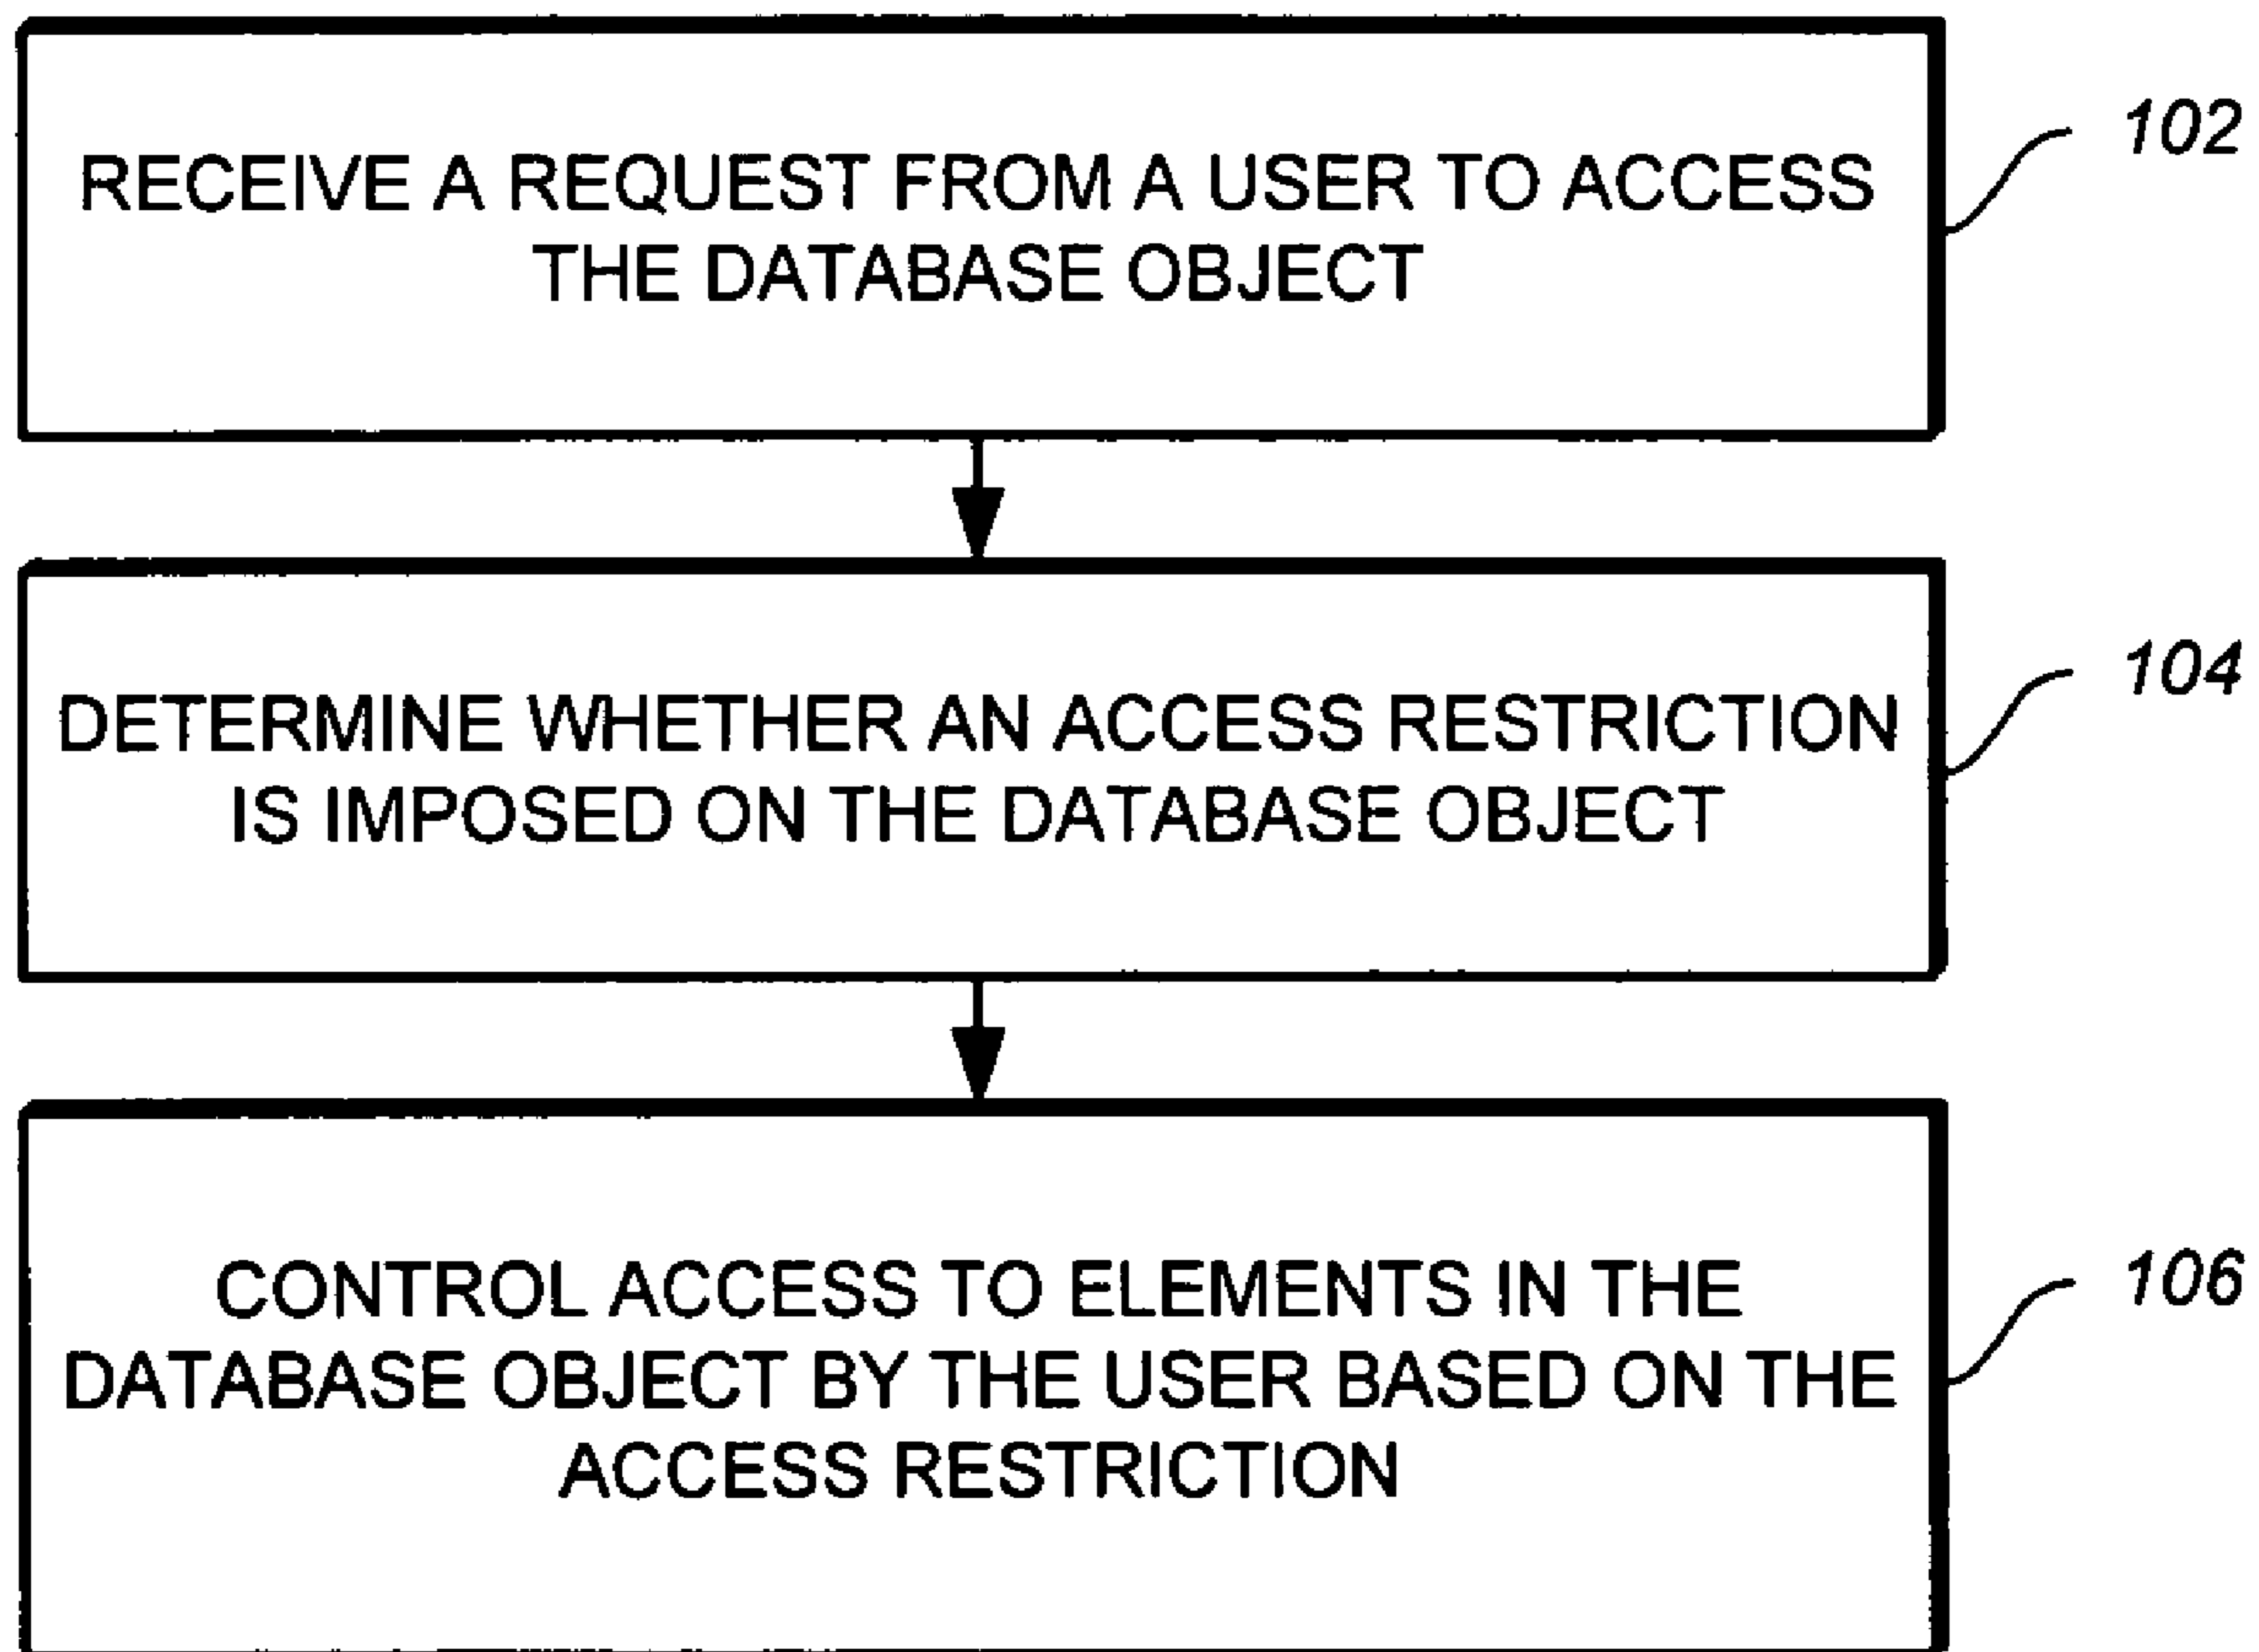 RECEIVE A REQUEST FROM A USER TO ACCESS
THE DATABASE OBJECT
102
DETERMINE WHETHER AN ACCESS RESTRICTION
IS IMPOSED ON THE DATABASE OBJECT
104
CONTROL ACCESS TO ELEMENTS IN THE
DATABASE OBJECT BY THE USER BASED ON THE
ACCESS RESTRICTION
106